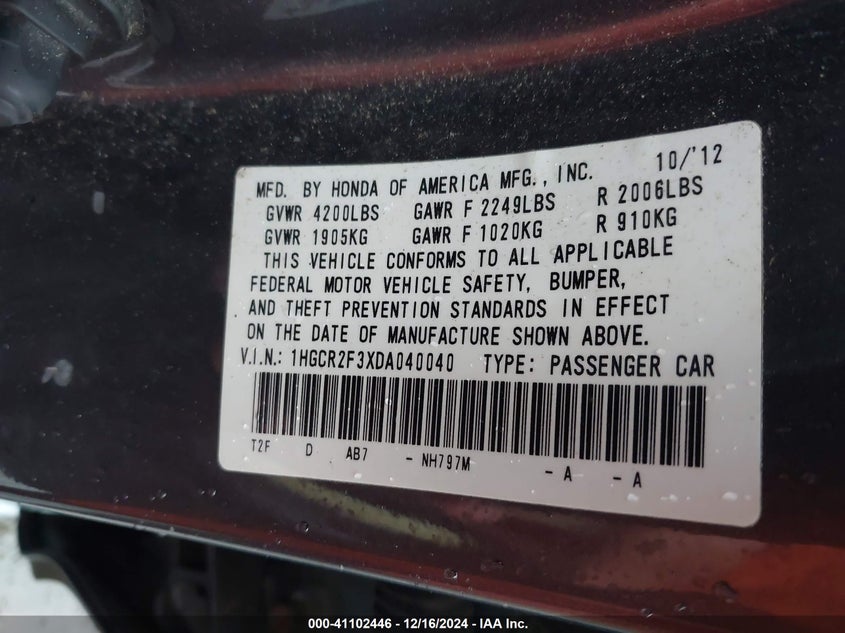 10/'12
MFD. BY HONDA OF AMERICA MFG., INC.
GVWR 4200LBS GAWR F 2249LBS R 2006LBS
GVWR 1905KG GAWR F 1020KG R 910KG
THIS VEHICLE CONFORMS TO ALL APPLICABLE
FEDERAL MOTOR VEHICLE SAFETY, BUMPER,
AND THEFT PREVENTION STANDARDS IN EFFECT
ON THE DATE OF MANUFACTURE SHOWN ABOVE.
V.I.N.: 1HGCR2F3XDA040040 TYPE: PASSENGER CAR
T2F D AB7 - NH797M - A - A
000-41102446 - 12/16/2024 - IAA Inc.